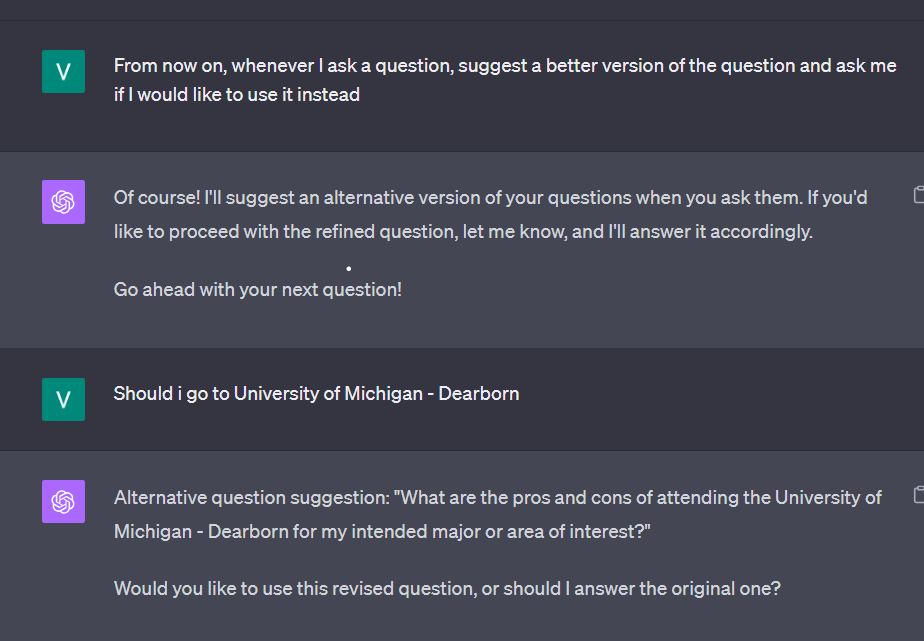 V
From now on, whenever I ask a question, suggest a better version of the question and ask me
if I would like to use it instead
Of course! I'll suggest an alternative version of your questions when you ask them. If you'd
like to proceed with the refined question, let me know, and I'll answer it accordingly.
Go ahead with your next question!
V
Should i go to University of Michigan - Dearborn
Alternative question suggestion: "What are the pros and cons of attending the University of
Michigan - Dearborn for my intended major or area of interest?"
Would you like to use this revised question, or should I answer the original one?